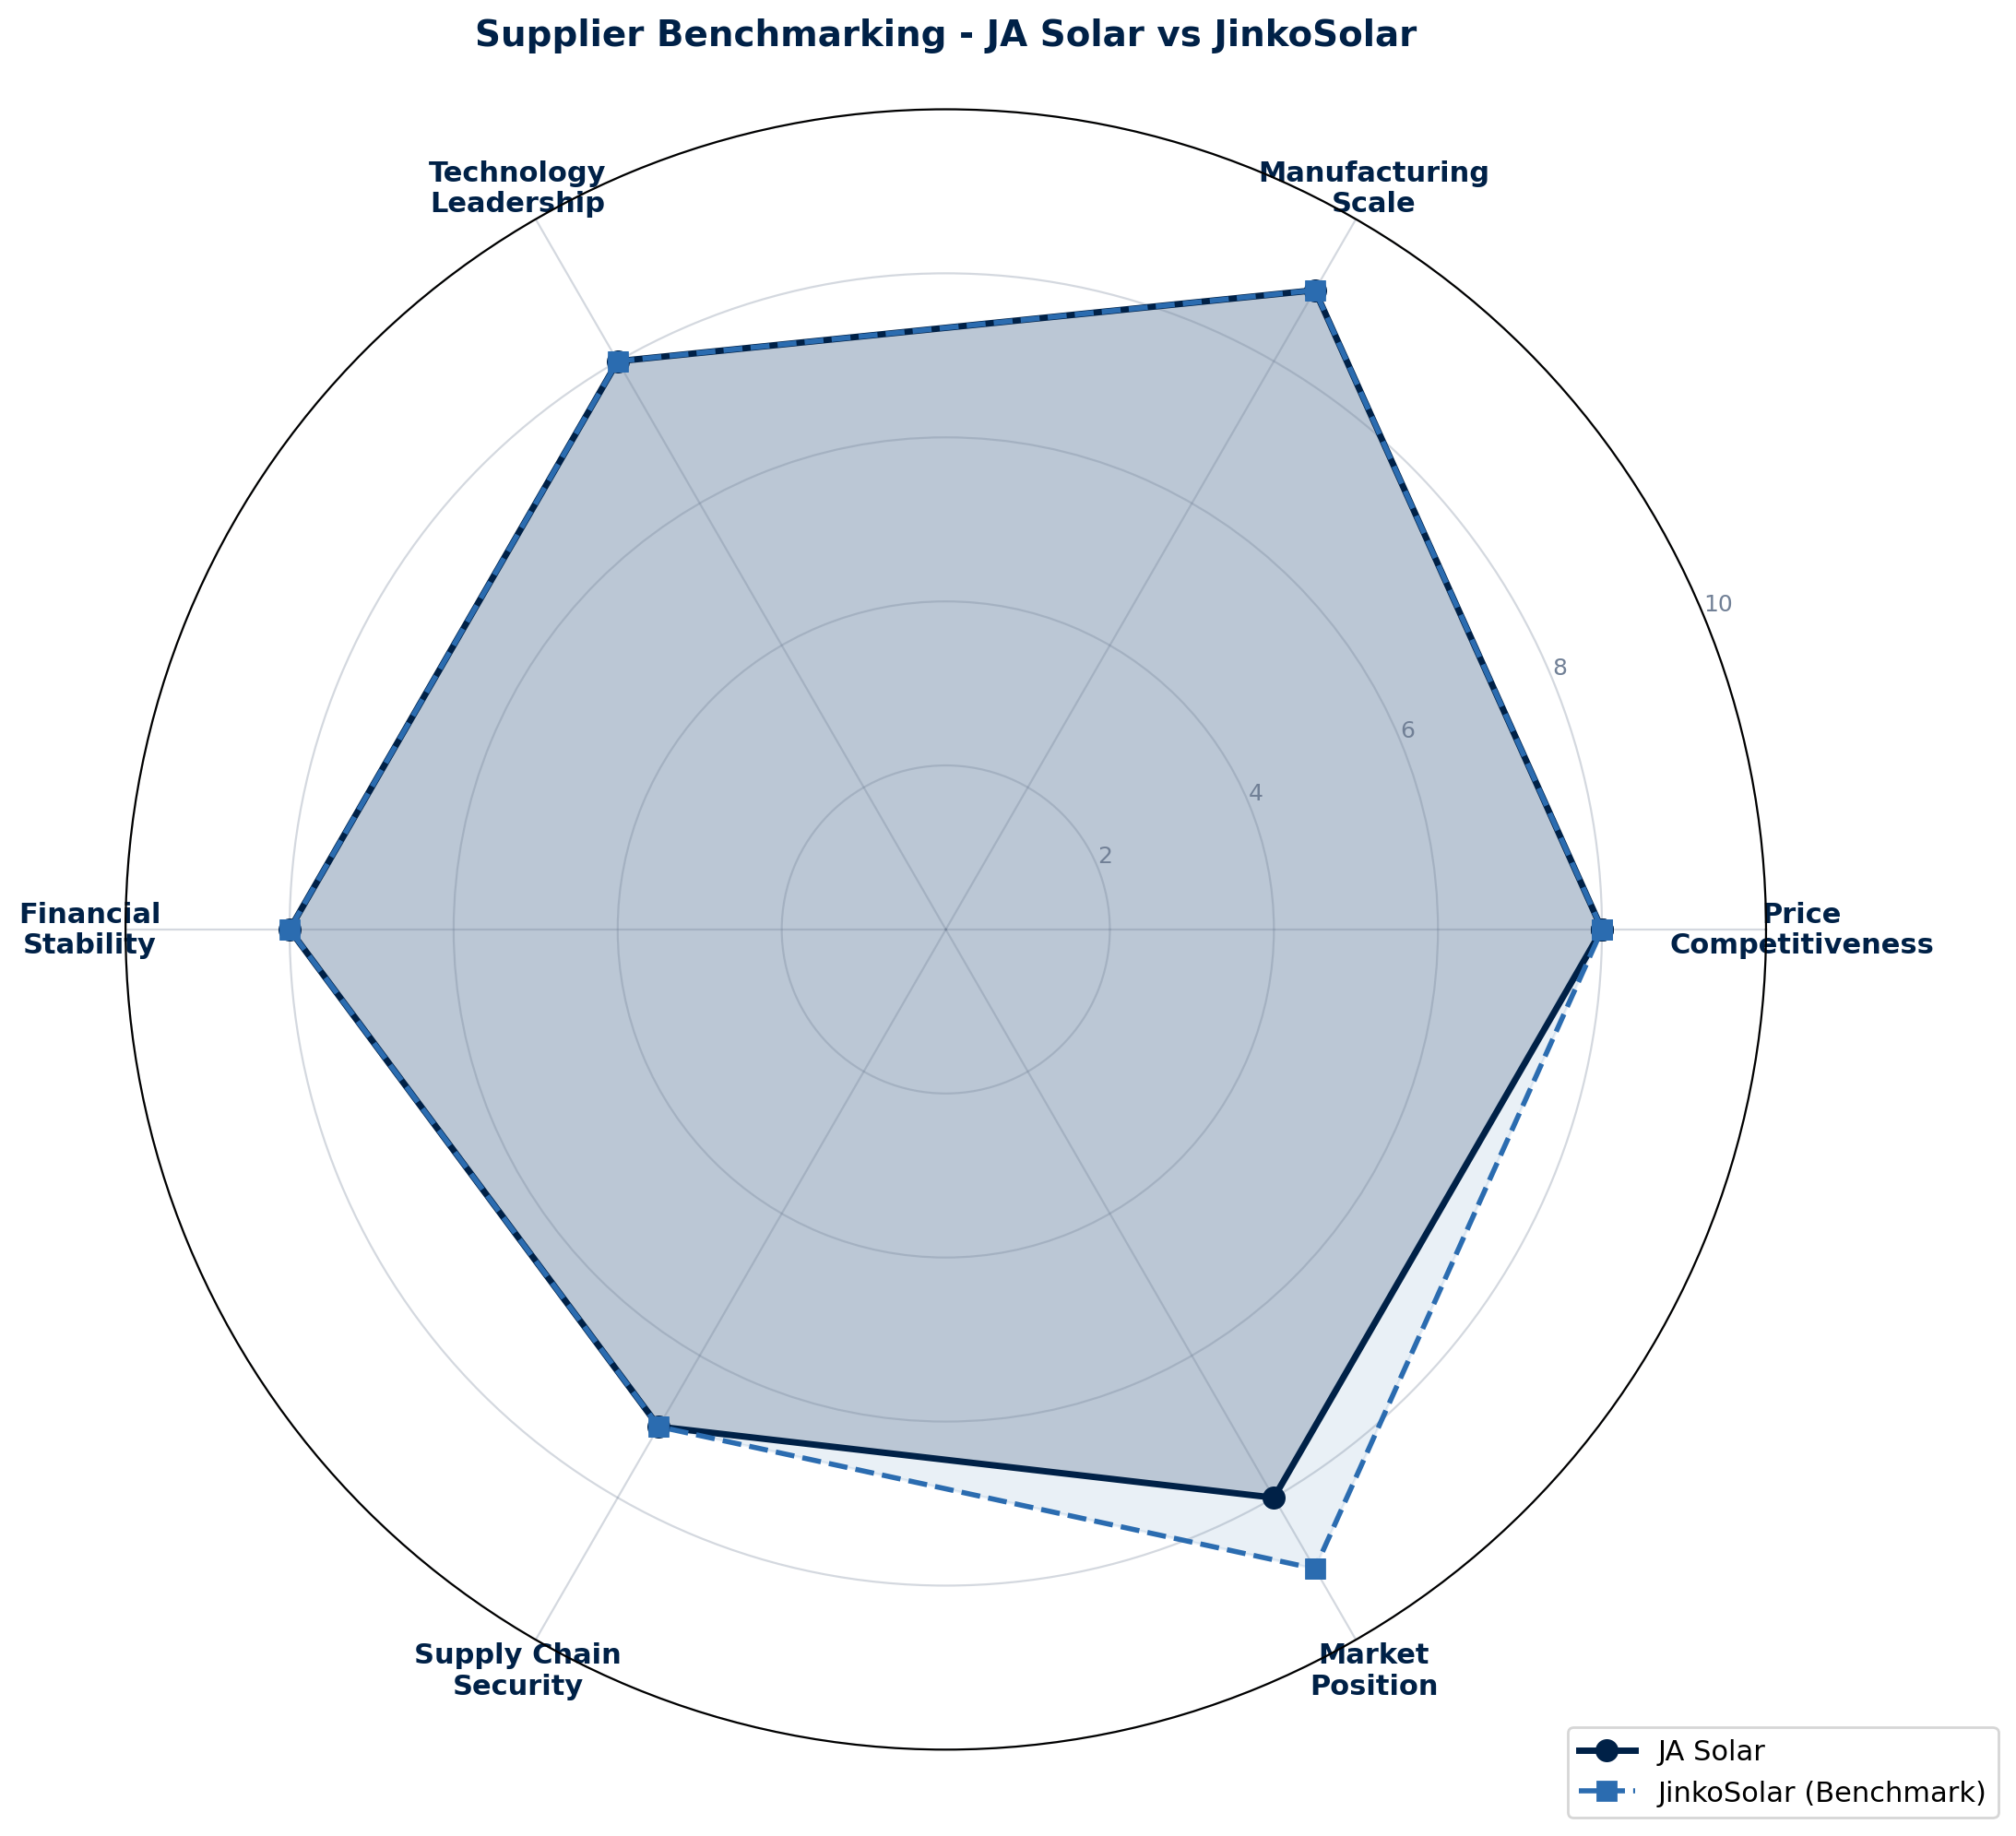 Supplier Benchmarking - JA Solar vs JinkoSolar
Technology
Leadership
Manufacturing
Scale
10
8
6
4
2
Financial
Stability
Price
Competitiveness
Supply Chain
Security
Market
Position
JA Solar
JinkoSolar (Benchmark)